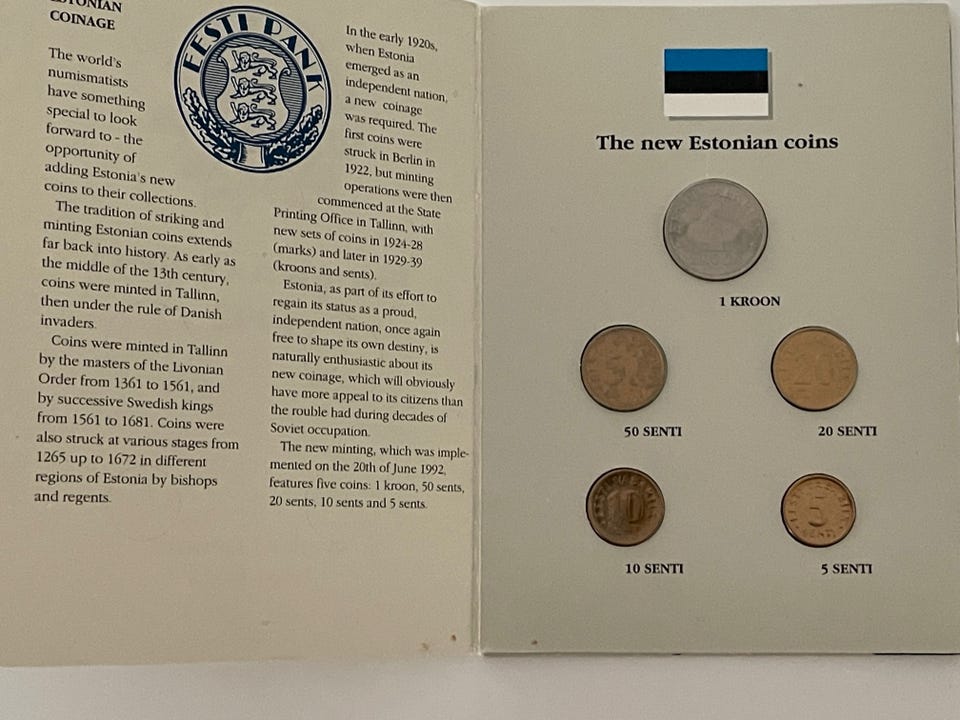 ESTONIAN
COINAGE
The world's
numismatists
have something
special to look
forward to - the
opportunity of
adding Estonia's new
coins to their collections.
The tradition of striking and
minting Estonian coins extends
far back into history. As early as
the middle of the 13th century,
coins were minted in Tallinn,
then under the rule of Danish
invaders.
Coins were minted in Tallinn
by the masters of the Livonian
Order from 1361 to 1561, and
by successive Swedish kings
from 1561 to 1681. Coins were
also struck at various stages from
1265 up to 1672 in different
regions of Estonia by bishops
and regents.
EESTI PANK
In the early 1920s,
when Estonia
emerged as an
independent nation,
a new coinage
was required. The
first coins were
struck in Berlin in
1922, but minting
operations were then
commenced at the State
Printing Office in Tallinn, with
new sets of coins in 1924-28
(marks) and later in 1929-39
(kroons and sents).
Estonia, as part of its effort to
regain its status as a proud,
independent nation, once again
free to shape its own destiny, is
naturally enthusiastic about its
new coinage, which will obviously
have more appeal to its citizens than
the rouble had during decades of
Soviet occupation.
The new minting, which was imple-
mented on the 20th of June 1992,
features five coins: 1 kroon, 50 sents,
20 sents, 10 sents and 5 sents.
The new Estonian coins
1 KROON
50 SENTI
20
20 SENTI
10
10 SENTI
5
SENTI
5 SENTI